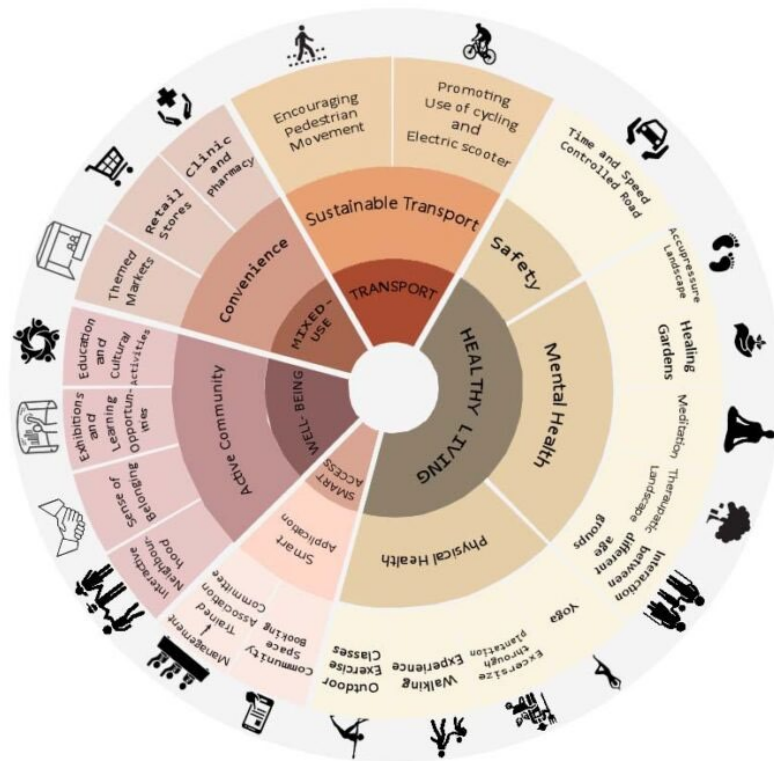 TRANSPORT
Sustainable Transport
Encouraging
Pedestrian
Movement
Promoting
Use of cycling
and
Electric scooter
HEALTHY LIVING
Safety
Time and Speed
Controlled Road
Mental Health
Accupressure
Landscape
Healing
Gardens
Meditation
Theraupatic-
Landscape
Interaction
between
different
age
groups
Physical Health
Yoga
Excersize
through
plantation
Walking
Experience
Outdoor
Exercise
Classes
SMART
ACCESS
Smart
Application
Community
Space
Booking
Management
Trained
Association
Committee
WELL-BEING
Active Community
Interactive
Neighbour-
hood
Sense of
Belonging
Exhibitions
and
Learning
Opportun-
imes
Education
and
Cultural
Activities
MIXED-
USE
Convenience
Themed
Markets
Retail
Stores
Clinic
and
Pharmacy